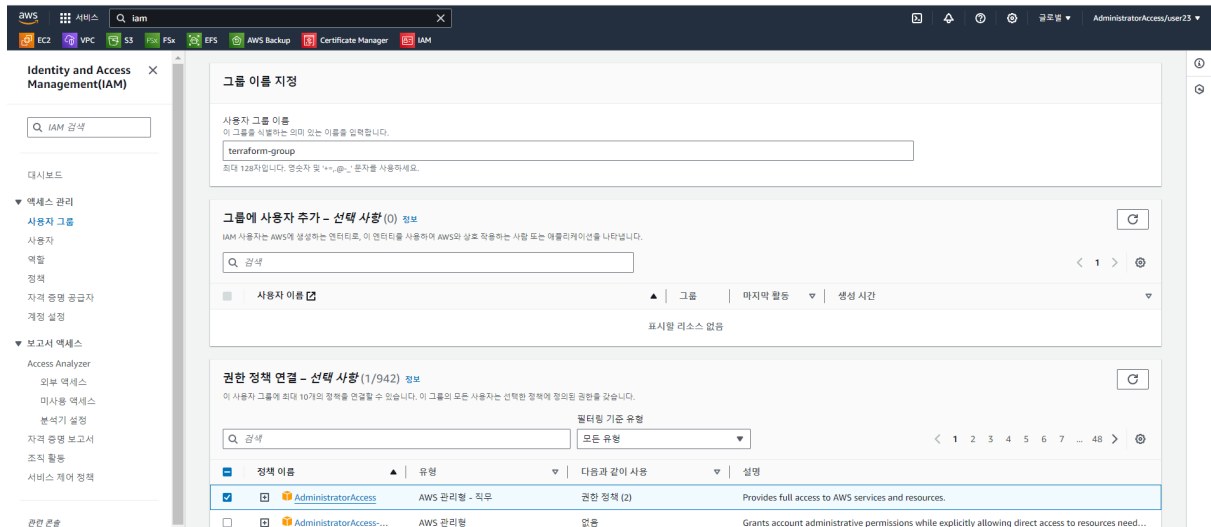 aws
서비스
iam
글로벌
AdministratorAccess/user23
EC2
VPC
S3
FSx FSx
EFS
AWS Backup
Certificate Manager
IAM
Identity and Access
Management(IAM)
IAM 검색
대시보드
액세스 관리
사용자 그룹
사용자
역할
정책
자격 증명 공급자
계정 설정
보고서 액세스
Access Analyzer
외부 액세스
미사용 액세스
분석기 설정
자격 증명 보고서
조직 활동
서비스 제어 정책
관련 콘솔
그룹 이름 지정
사용자 그룹 이름
이 그룹을 식별하는 의미 있는 이름을 입력합니다.
terraform-group
최대 128자입니다. 영숫자 및 '+=,.@-_' 문자를 사용하세요.
그룹에 사용자 추가 – 선택 사항 (0) 정보
IAM 사용자는 AWS에 생성하는 엔터티로, 이 엔터티를 사용하여 AWS와 상호 작용하는 사람 또는 애플리케이션을 나타냅니다.
검색
1
사용자 이름
그룹
마지막 활동
생성 시간
표시할 리소스 없음
권한 정책 연결 – 선택 사항 (1/942) 정보
이 사용자 그룹에 최대 10개의 정책을 연결할 수 있습니다. 이 그룹의 모든 사용자는 선택한 정책에 정의된 권한을 갖습니다.
필터링 기준 유형
검색
모든 유형
1 2 3 4 5 6 7 ... 48
정책 이름
유형
다음과 같이 사용
설명
AdministratorAccess
AWS 관리형 - 직무
권한 정책 (2)
Provides full access to AWS services and resources.
AdministratorAccess-...
AWS 관리형
없음
Grants account administrative permissions while explicitly allowing direct access to resources need...